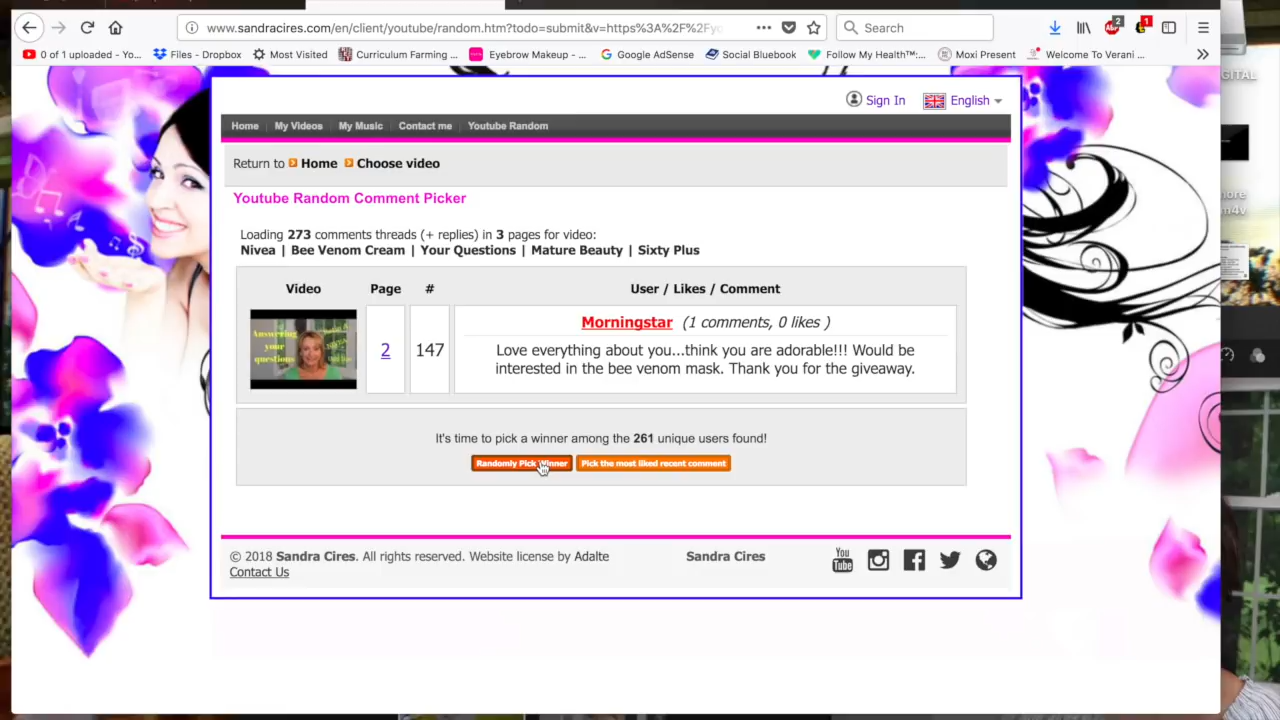 www.sandracires.com/en/client/youtube/random.htm?todo=submit&v=https%3A%2F%2F
Search
2
1
0 of 1 uploaded - Yo...
Files - Dropbox
Most Visited
Curriculum Farming ...
Eyebrow Makeup - ...
Google AdSense
Social Bluebook
Follow My Health™:...
Moxi Present
Welcome To Verani ...
Sign In
English
Home
My Videos
My Music
Contact me
Youtube Random
Return to Home Choose video
Youtube Random Comment Picker
Loading 273 comments threads (+ replies) in 3 pages for video:
Nivea | Bee Venom Cream | Your Questions | Mature Beauty | Sixty Plus
Video Page # User / Likes / Comment
Answering
your
questions
2
147
Morningstar (1 comments, 0 likes )
Love everything about you...think you are adorable!!! Would be
interested in the bee venom mask. Thank you for the giveaway.
It's time to pick a winner among the 261 unique users found!
Randomly Pick Winner
Pick the most liked recent comment
© 2018 Sandra Cires. All rights reserved. Website license by Adalte
Contact Us
Sandra Cires
You
Tube